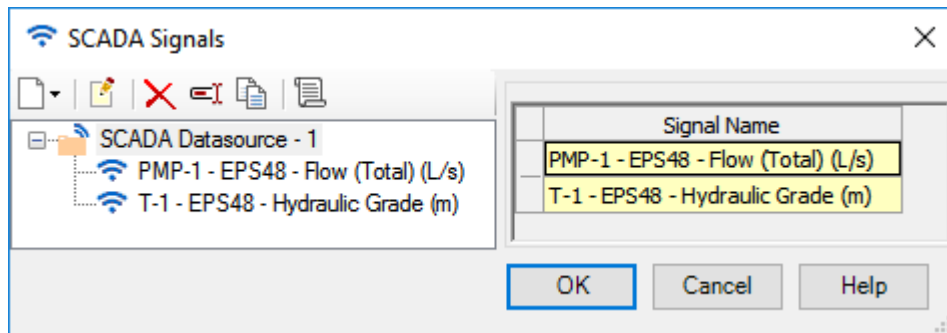 SCADA Signals
SCADA Datasource - 1
PMP-1 - EPS48 - Flow (Total) (L/s)
T-1 - EPS48 - Hydraulic Grade (m)
Signal Name
PMP-1 - EPS48 - Flow (Total) (L/s)
T-1 - EPS48 - Hydraulic Grade (m)
OK Cancel Help